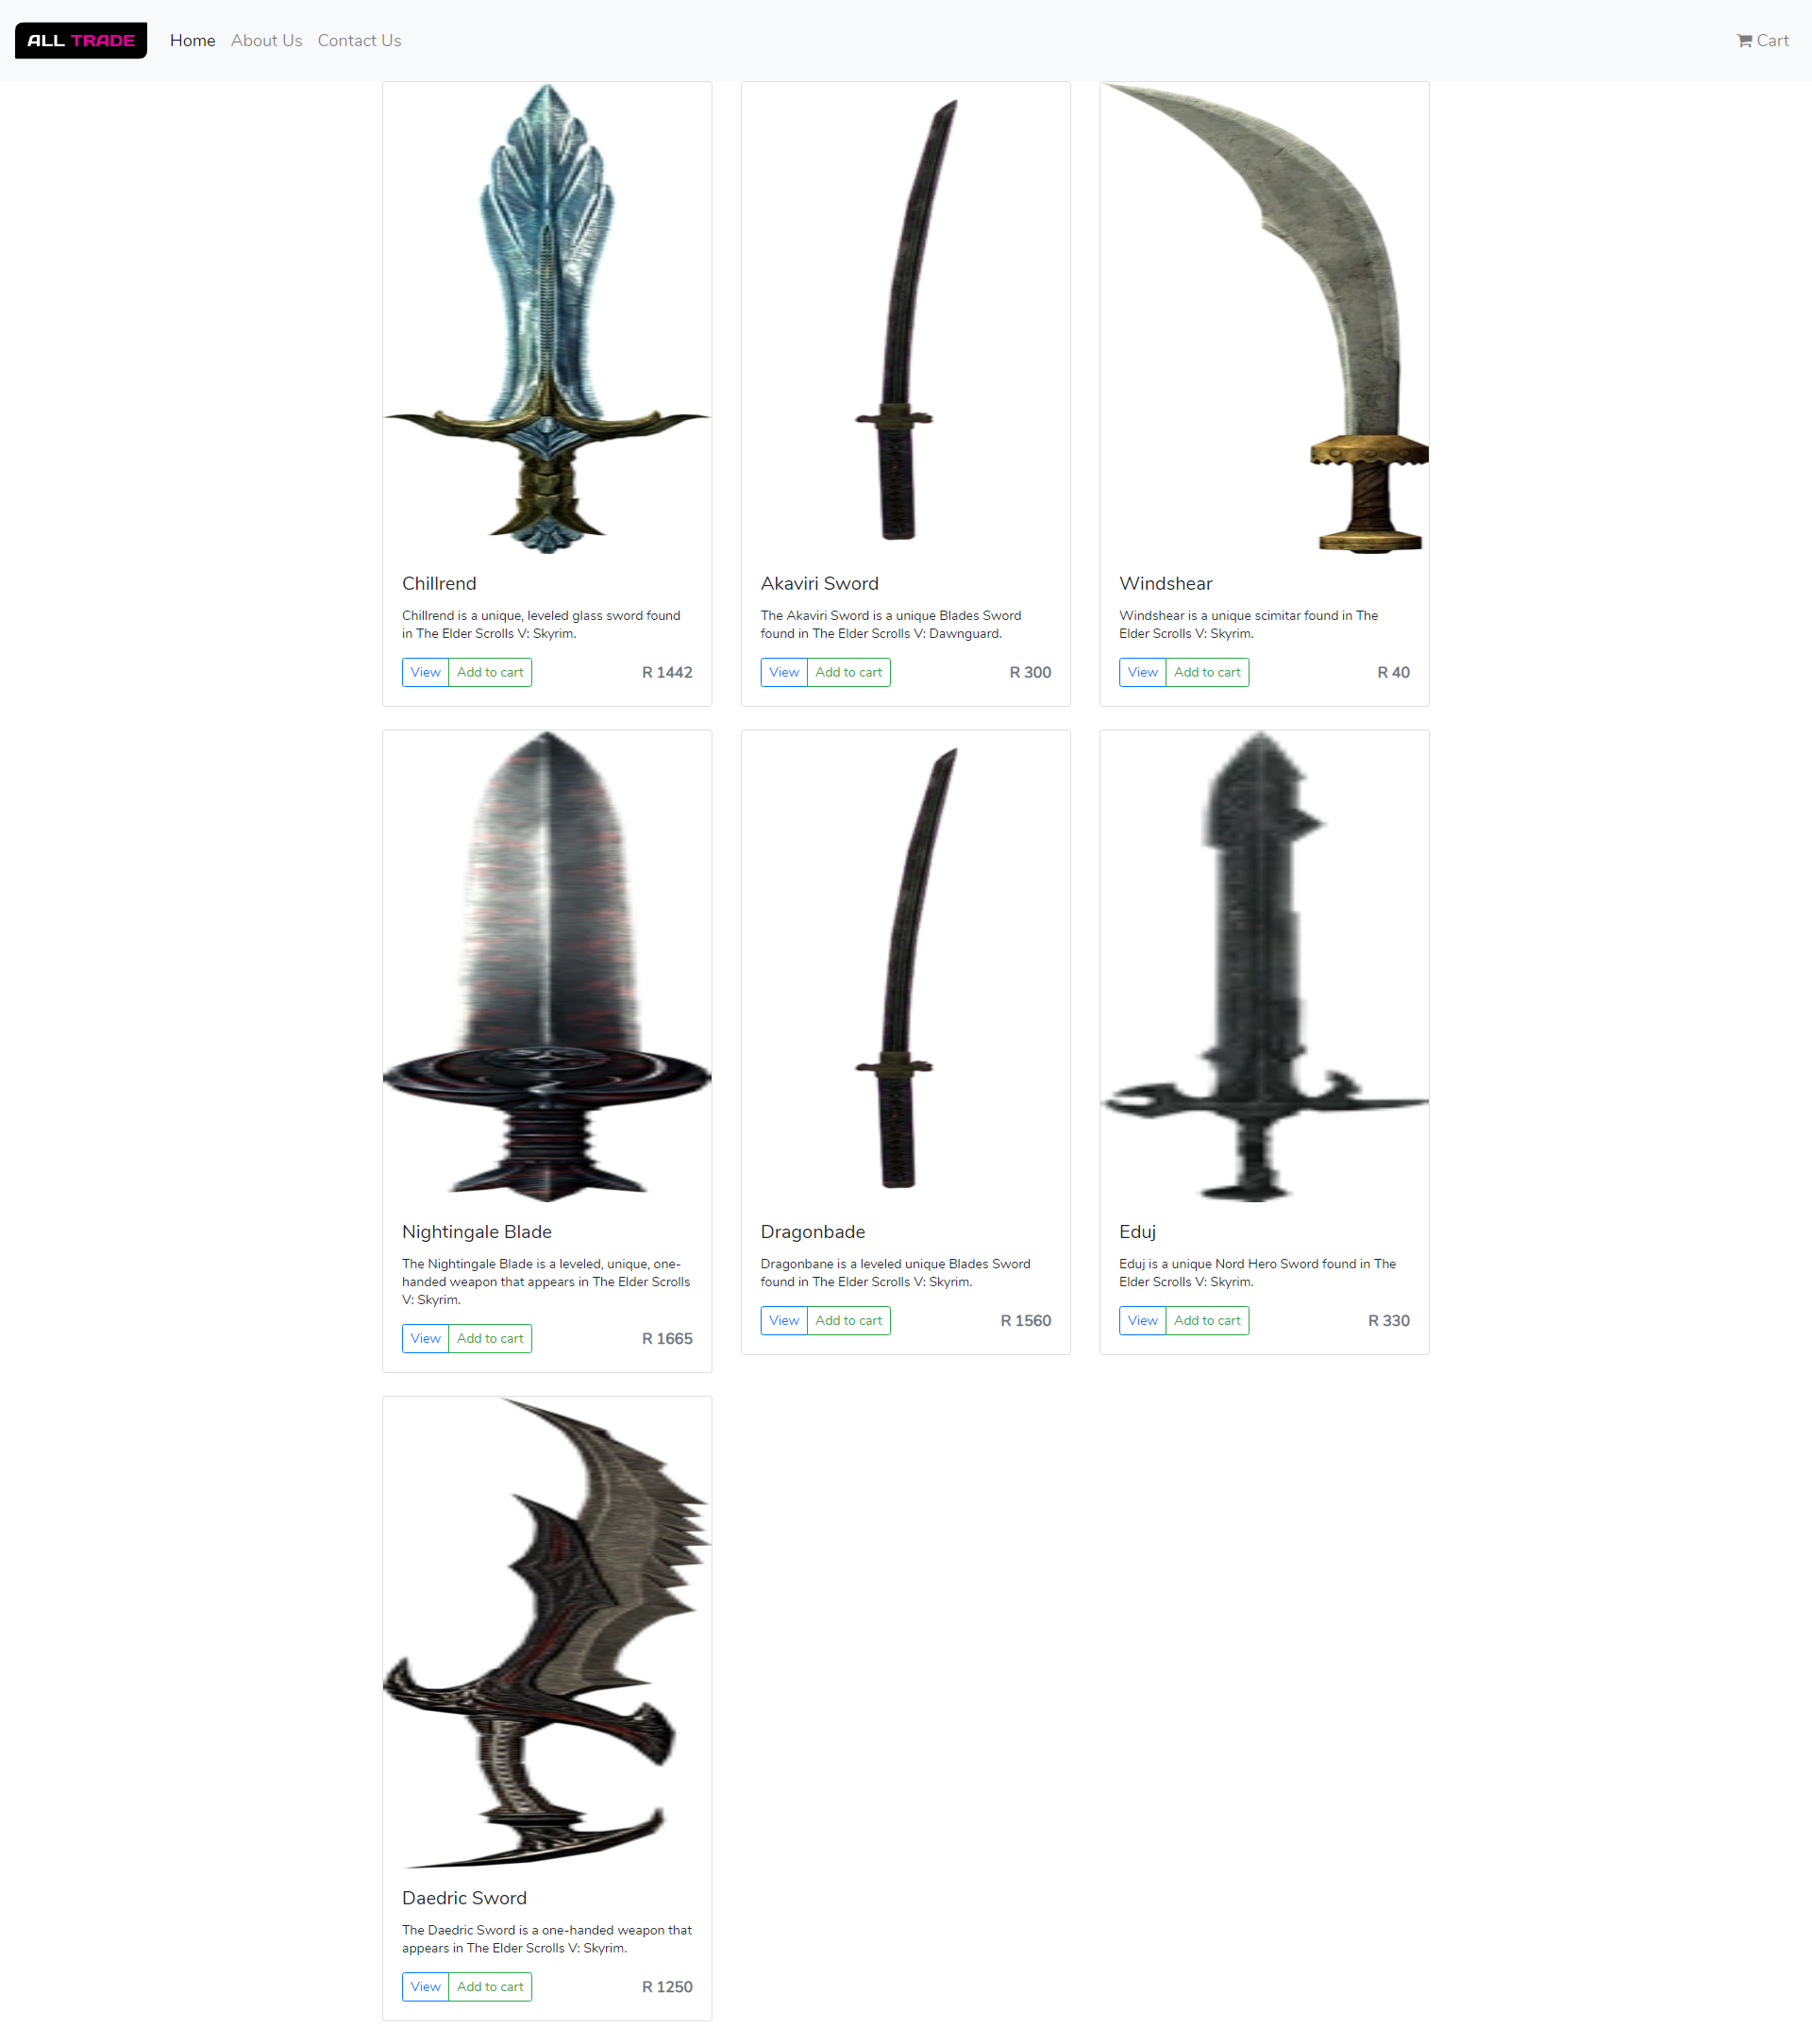 ALL TRADE
Home
About Us
Contact Us
Cart
Chillrend
Chillrend is a unique, leveled glass sword found
in The Elder Scrolls V: Skyrim.
View
Add to cart
R 1442
Akaviri Sword
The Akaviri Sword is a unique Blades Sword
found in The Elder Scrolls V: Dawnguard.
View
Add to cart
R 300
Windshear
Windshear is a unique scimitar found in The
Elder Scrolls V: Skyrim.
View
Add to cart
R 40
Nightingale Blade
The Nightingale Blade is a leveled, unique, one-
handed weapon that appears in The Elder Scrolls
V: Skyrim.
View
Add to cart
R 1665
Dragonbade
Dragonbane is a leveled unique Blades Sword
found in The Elder Scrolls V: Skyrim.
View
Add to cart
R 1560
Eduj
Eduj is a unique Nord Hero Sword found in The
Elder Scrolls V: Skyrim.
View
Add to cart
R 330
Daedric Sword
The Daedric Sword is a one-handed weapon that
appears in The Elder Scrolls V: Skyrim.
View
Add to cart
R 1250